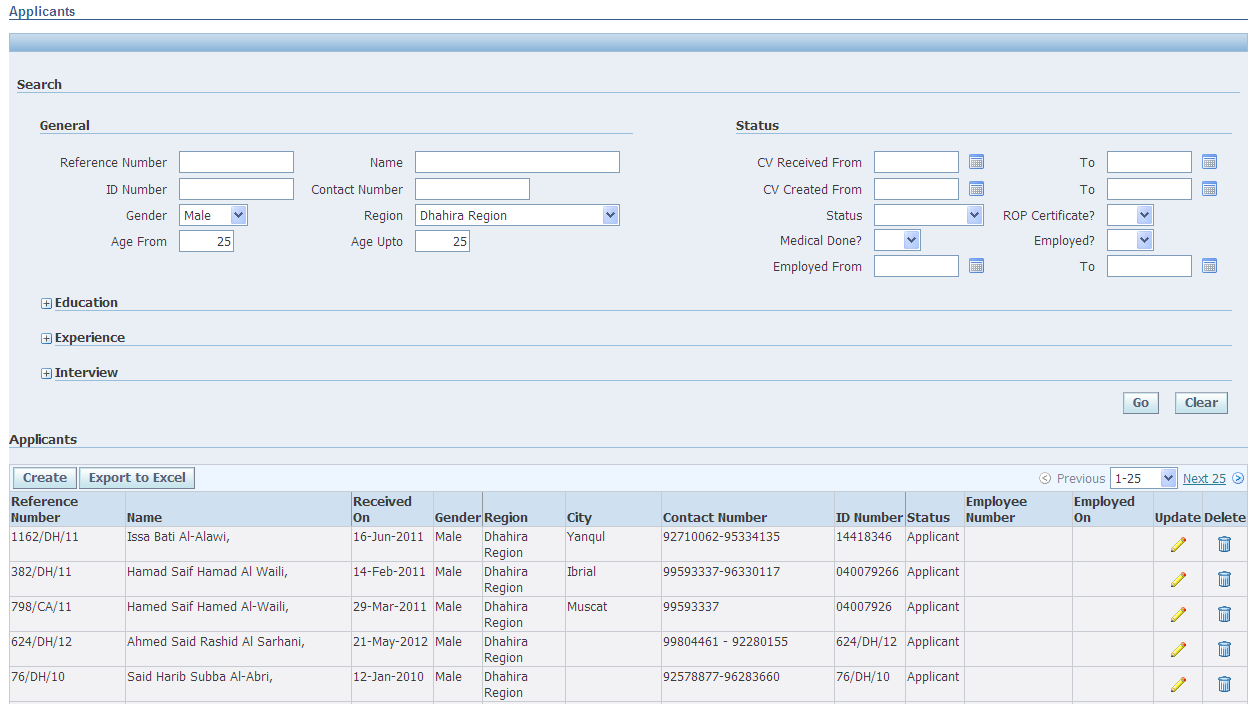 Applicants
Search
General
Status
Reference Number
Name
CV Received From
To
ID Number
Contact Number
CV Created From
To
Gender Male
Region Dhahira Region
Status
ROP Certificate?
Age From 25
Age Upto 25
Medical Done?
Employed?
Employed From
To
Education
Experience
Interview
Go Clear
Applicants
Create Export to Excel Previous 1-25 Next 25
Reference Number Name Received On Gender Region City Contact Number ID Number Status Employee Number Employed On Update Delete
1162/DH/11 Issa Bati Al-Alawi, 16-Jun-2011 Male Dhahira Region Yanqul 92710062-95334135 14418346 Applicant
382/DH/11 Hamad Saif Hamad Al Waili, 14-Feb-2011 Male Dhahira Region Ibrial 99593337-96330117 040079266 Applicant
798/CA/11 Hamed Saif Hamed Al-Waili, 29-Mar-2011 Male Dhahira Region Muscat 99593337 04007926 Applicant
624/DH/12 Ahmed Said Rashid Al Sarhani, 21-May-2012 Male Dhahira Region 99804461 - 92280155 624/DH/12 Applicant
76/DH/10 Said Harib Subba Al-Abri, 12-Jan-2010 Male Dhahira Region 92578877-96283660 76/DH/10 Applicant